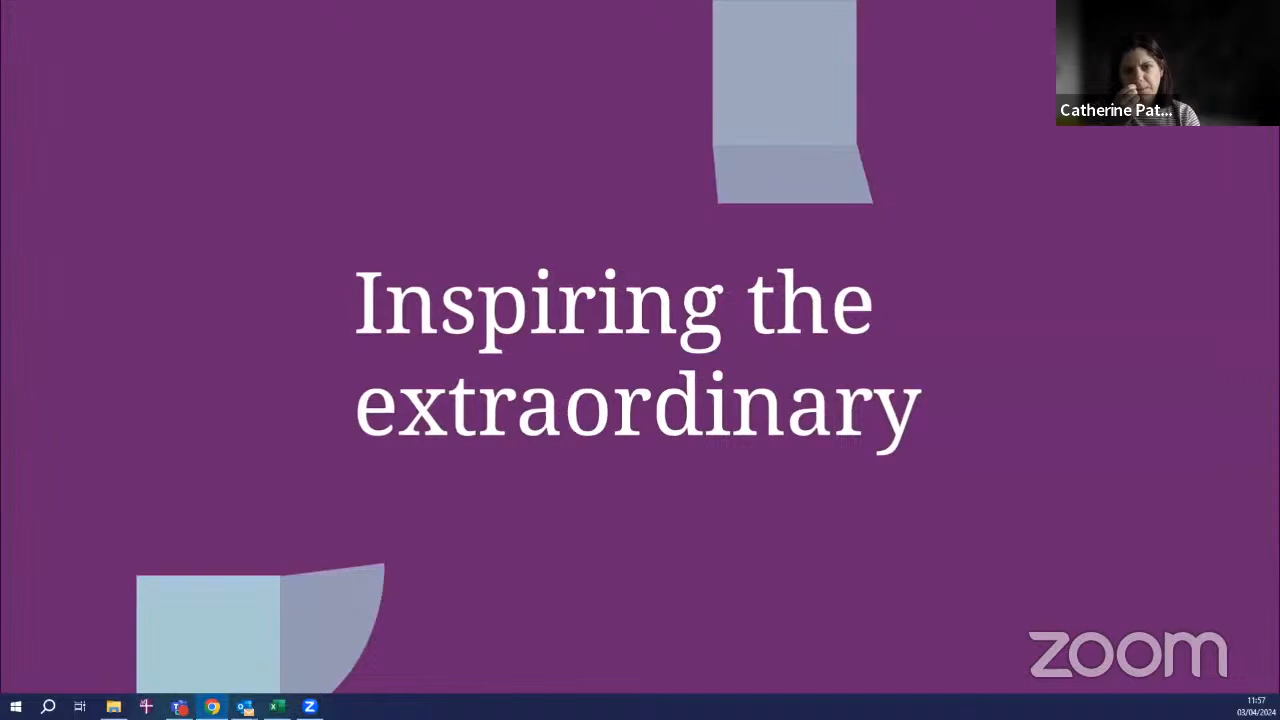 Catherine Pat...
Inspiring the
extraordinary
zoom
11:57
03/04/2024